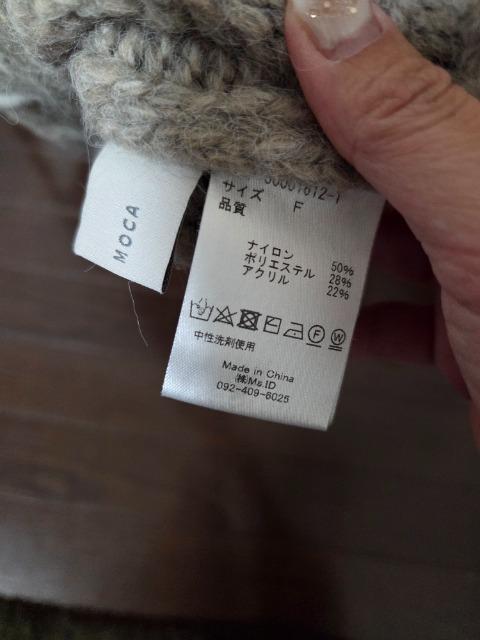 MOCA
サイズ F
品質
ナイロン 50%
ポリエステル 28%
アクリル 22%
中性洗剤使用
Made in China
(株)Ms.ID
092-409-6025